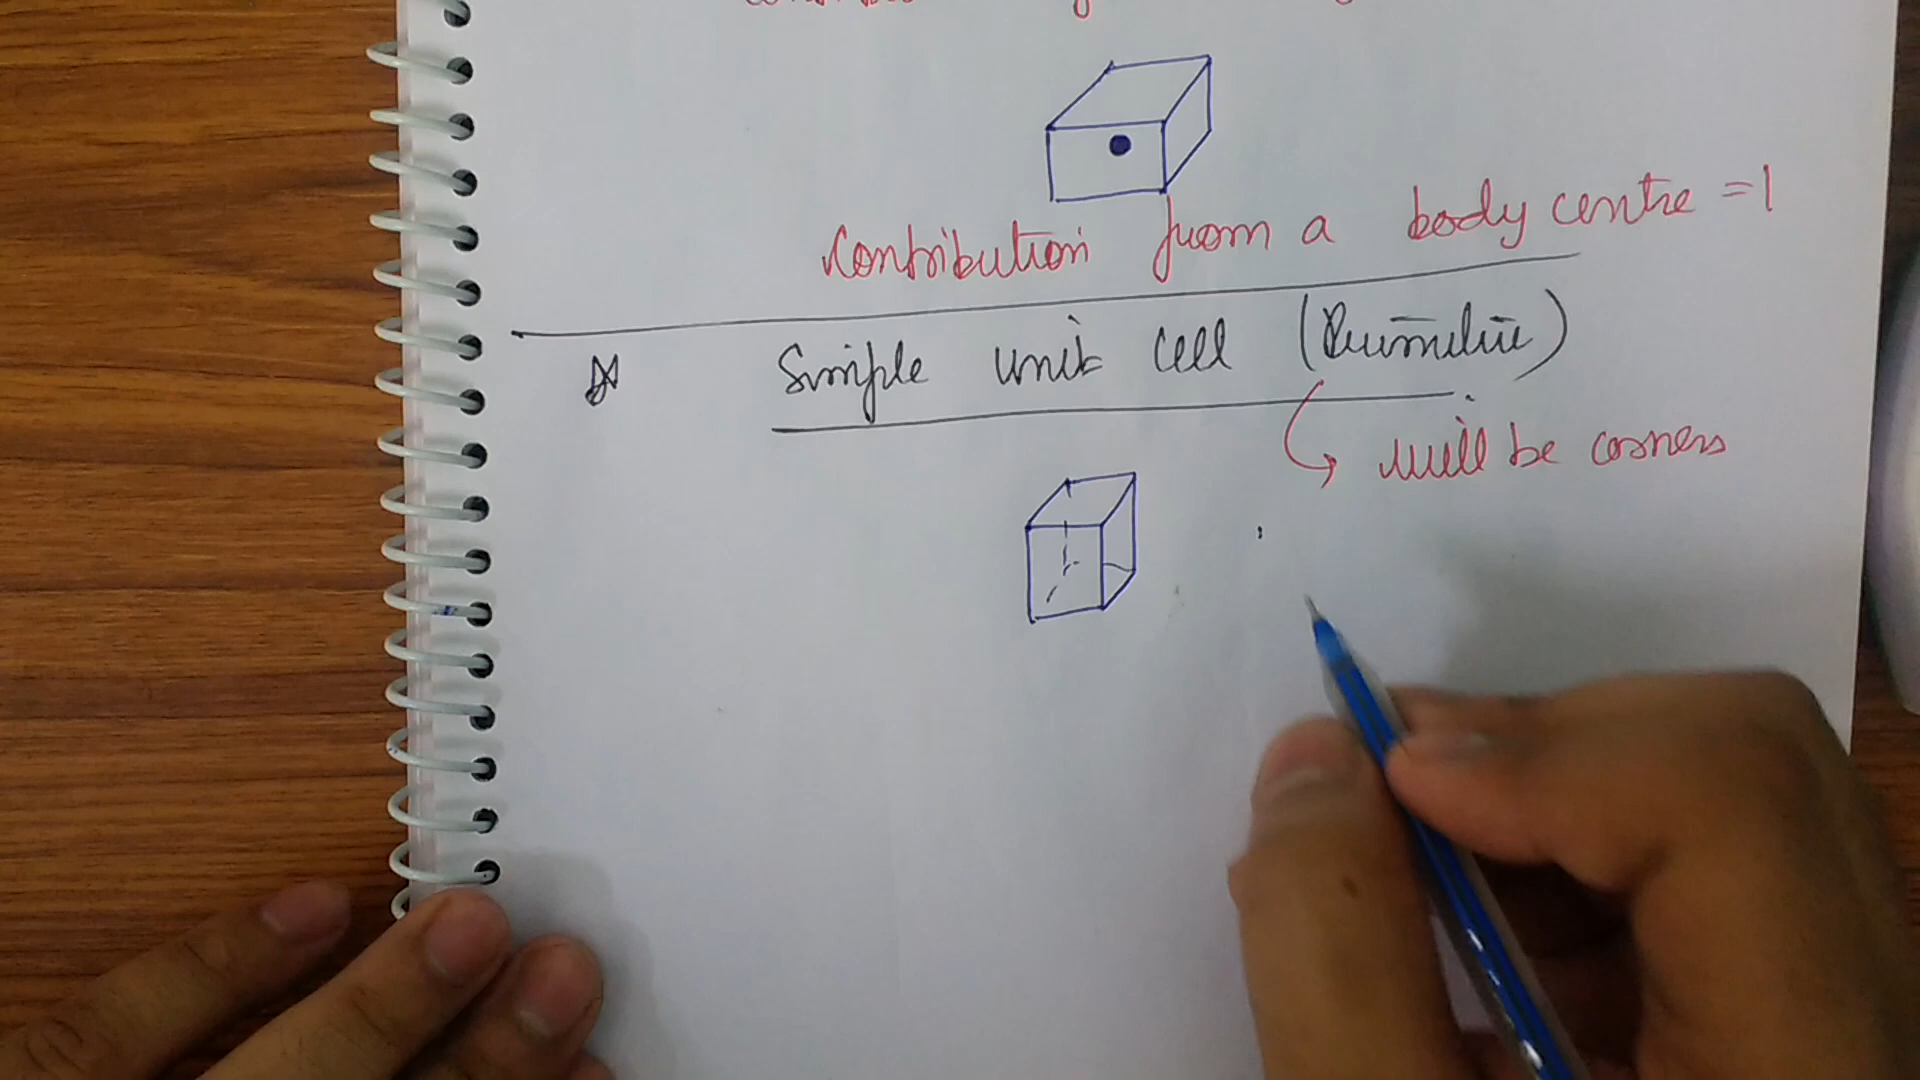 Contribution from a body centre = 1
Simple unit cell (Primitive)
will be corners